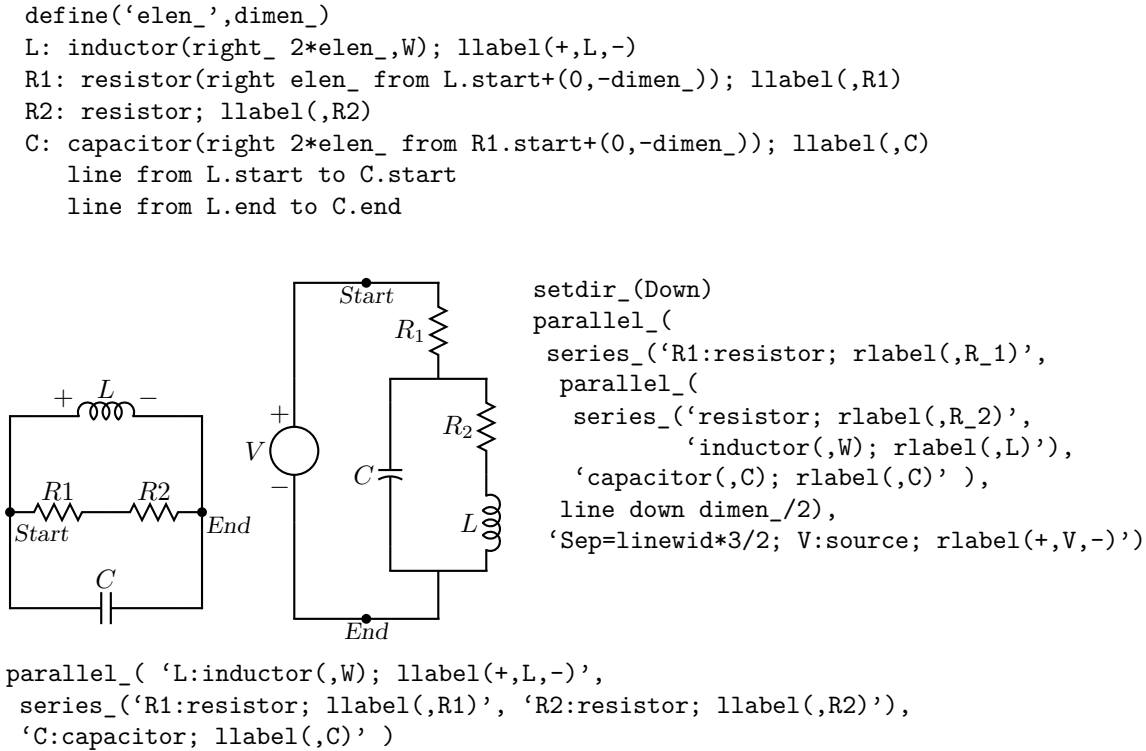 define(‘elen_’,dimen_)
L: inductor(right_ 2*elen_,W); llabel(+,L,-)
R1: resistor(right elen_ from L.start+(0,-dimen_)); llabel(,R1)
R2: resistor; llabel(,R2)
C: capacitor(right 2*elen_ from R1.start+(0,-dimen_)); llabel(,C)
line from L.start to C.start
line from L.end to C.end
+ L −
R1 R2
Start End
C
Start
R1
+
V
−
R2
C
L
End
setdir_(Down)
parallel_(
series_(‘R1:resistor; rlabel(,R_1)’,
parallel_(
series_(‘resistor; rlabel(,R_2)’,
‘inductor(,W); rlabel(,L)’),
‘capacitor(,C); rlabel(,C)’ ),
line down dimen_/2),
‘Sep=linewid*3/2; V:source; rlabel(+,V,-)’)
parallel_( ‘L:inductor(,W); llabel(+,L,-)’,
series_(‘R1:resistor; llabel(,R1)’, ‘R2:resistor; llabel(,R2)’),
‘C:capacitor; llabel(,C)’ )